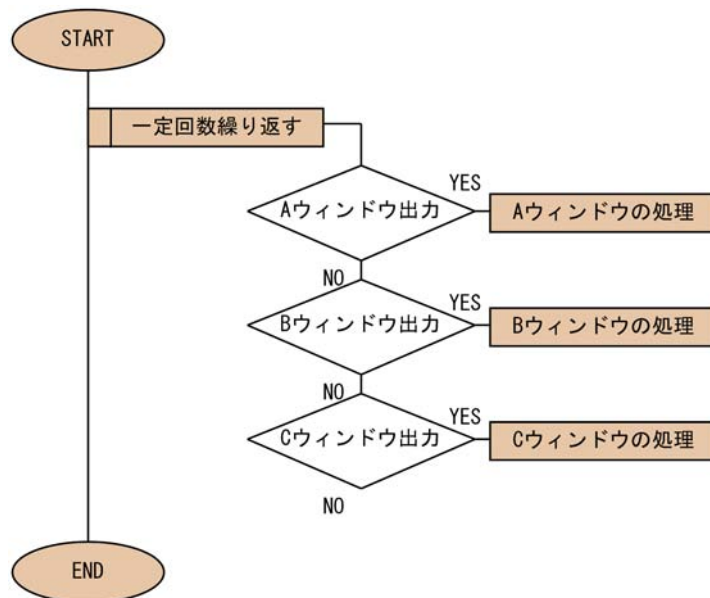 START
一定回数繰り返す
YES
Aウィンドウ出力
Aウィンドウの処理
NO
YES
Bウィンドウ出力
Bウィンドウの処理
NO
YES
Cウィンドウ出力
Cウィンドウの処理
NO
END